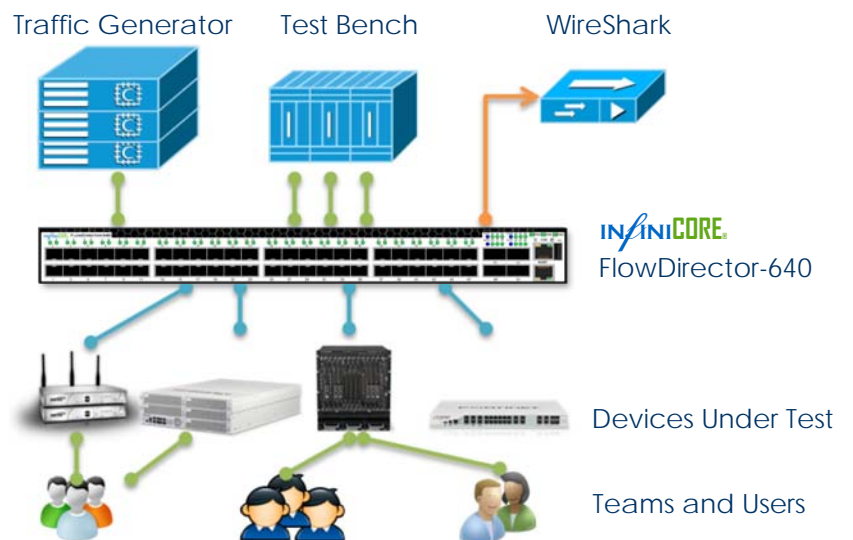 Traffic Generator
Test Bench
WireShark
INfiNiCORE
FlowDirector-640
Devices Under Test
Teams and Users